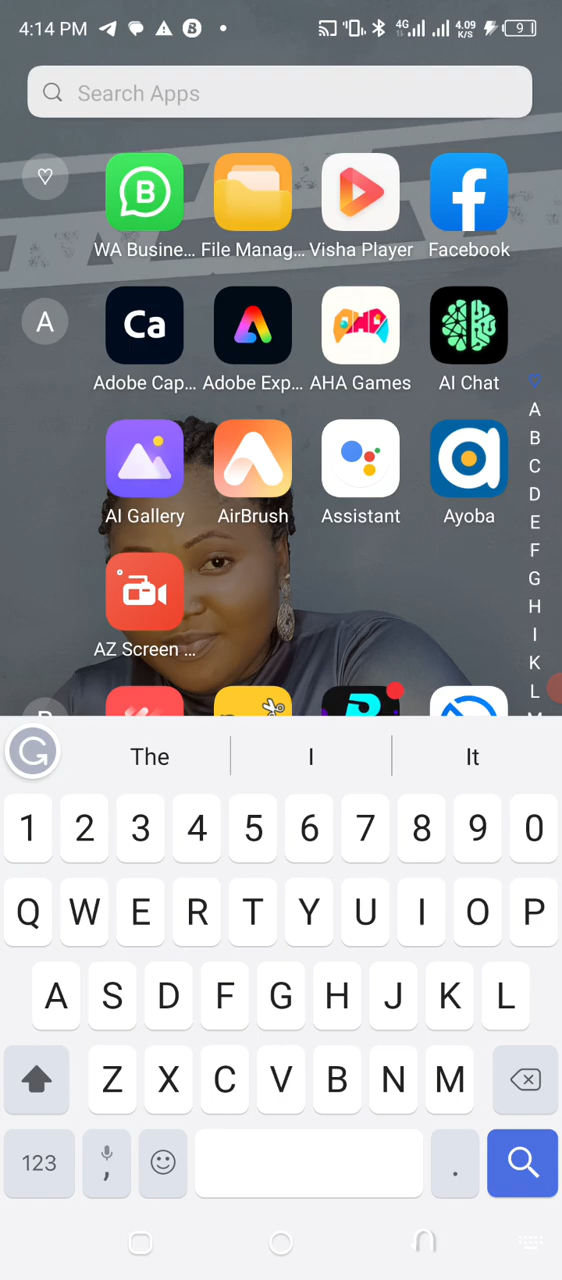 4:14 PM B 4G 4.09 K/S 9
Search Apps
B
WA Busine... File Manag... Visha Player Facebook
A
Ca AHA
Adobe Cap... Adobe Exp... AHA Games AI Chat
A
B
C
D
E
F
G
H
I
K
L
AI Gallery AirBrush Assistant Ayoba
AZ Screen ...
B
G The I It
1 2 3 4 5 6 7 8 9 0
Q W E R T Y U I O P
A S D F G H J K L
Z X C V B N M
123 , .